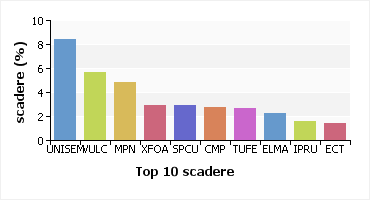 scadere (%)
10
8
6
4
2
0
UNISEM VULC MPN XFOA SPCU CMP TUFE ELMA IPRU ECT
Top 10 scadere